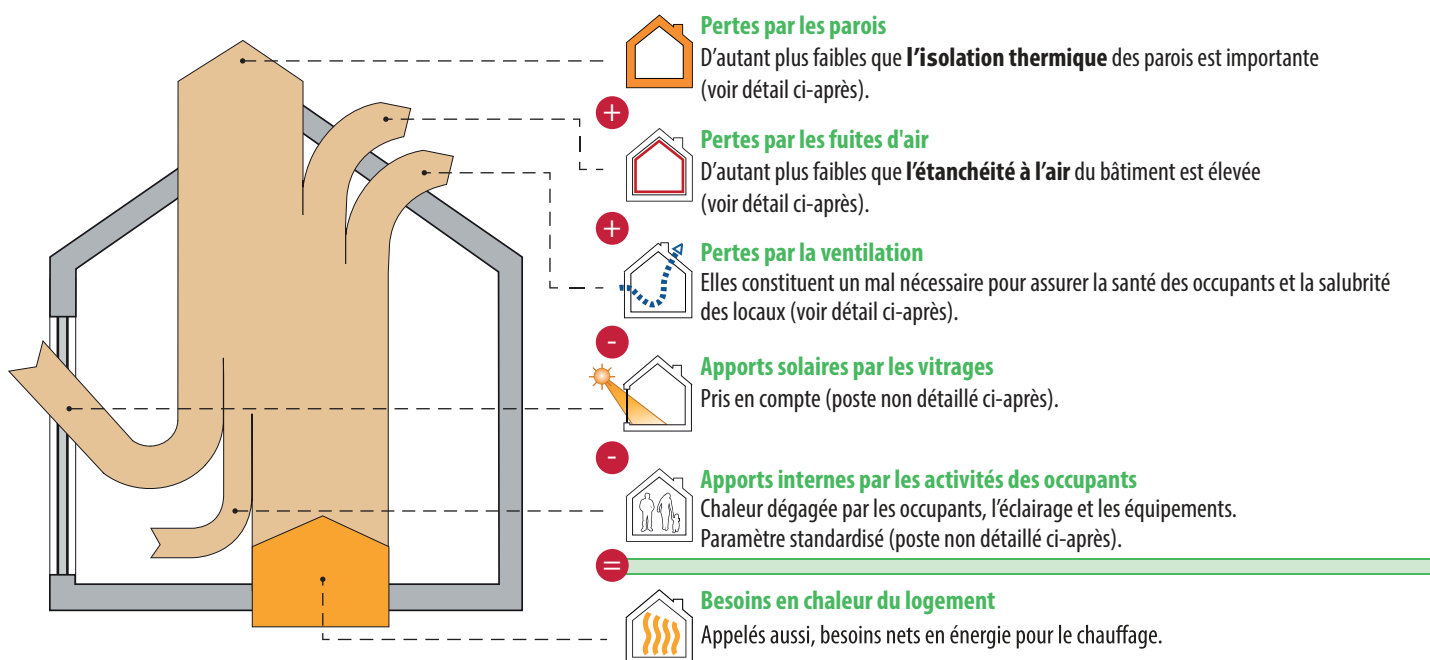 Pertes par les parois
D'autant plus faibles que l'isolation thermique des parois est importante
(voir détail ci-après).
+
Pertes par les fuites d'air
D'autant plus faibles que l'étanchéité à l'air du bâtiment est élevée
(voir détail ci-après).
+
Pertes par la ventilation
Elles constituent un mal nécessaire pour assurer la santé des occupants et la salubrité
des locaux (voir détail ci-après).
-
Apports solaires par les vitrages
Pris en compte (poste non détaillé ci-après).
-
Apports internes par les activités des occupants
Chaleur dégagée par les occupants, l'éclairage et les équipements.
Paramètre standardisé (poste non détaillé ci-après).
=
Besoins en chaleur du logement
Appelés aussi, besoins nets en énergie pour le chauffage.